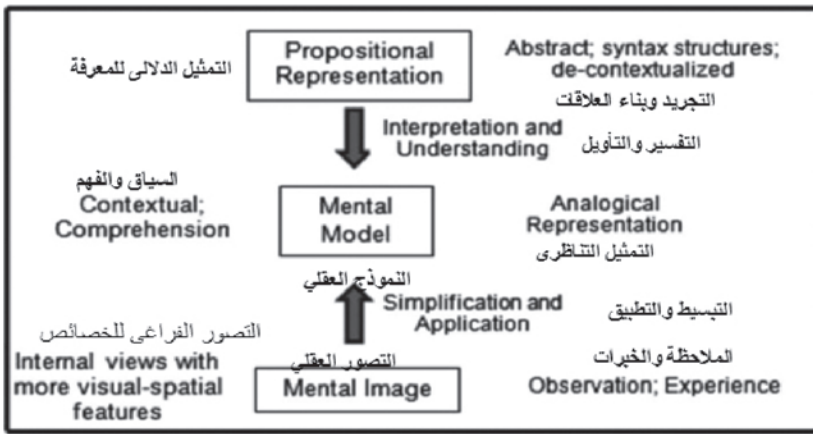 Propositional
Representation
التمثيل الدلالى للمعرفة
Abstract; syntax structures;
de-contextualized
التجريد وبناء العلاقات
Interpretation and
Understanding
التفسير والتأويل
السياق والفهم
Contextual;
Comprehension
Mental
Model
النموذج العقلي
Analogical
Representation
التمثيل التناظرى
Simplification and
Application
التبسيط والتطبيق
التصور الفراغى للخصائص
Internal views with
more visual-spatial
features
التصور العقلي
Mental Image
الملاحظة والخبرات
Observation; Experience